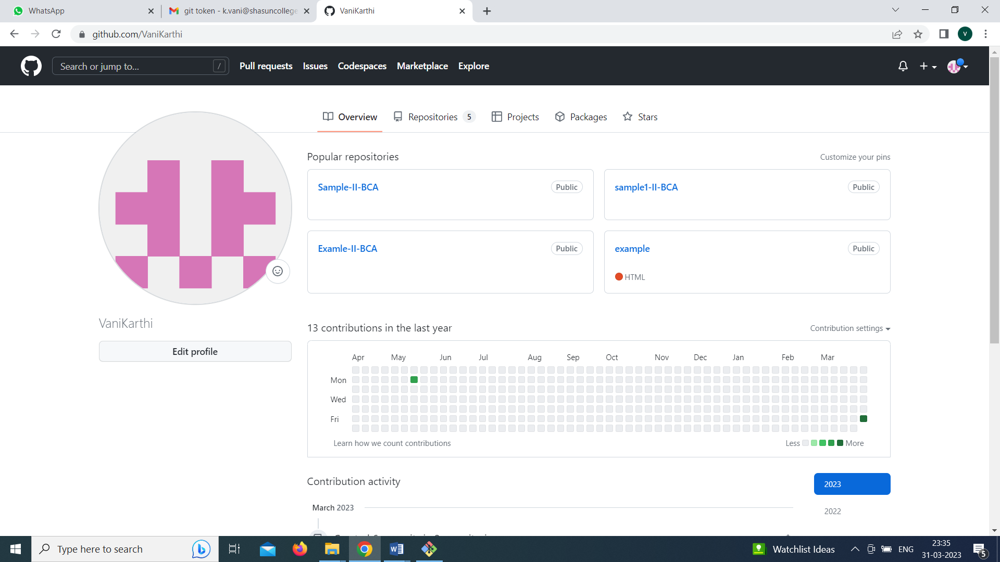 WhatsApp
git token - k.vani@shasuncollege
VaniKarthi
github.com/VaniKarthi
V
Search or jump to...
/
Pull requests
Issues
Codespaces
Marketplace
Explore
Overview
Repositories 5
Projects
Packages
Stars
Popular repositories
Customize your pins
Sample-II-BCA
Public
sample1-II-BCA
Public
Examle-II-BCA
Public
example
Public
HTML
VaniKarthi
Edit profile
13 contributions in the last year
Contribution settings
Apr May Jun Jul Aug Sep Oct Nov Dec Jan Feb Mar
Mon
Wed
Fri
Learn how we count contributions
Less
More
Contribution activity
2023
March 2023
2022
Type here to search
Watchlist Ideas
ENG
23:35
31-03-2023
5